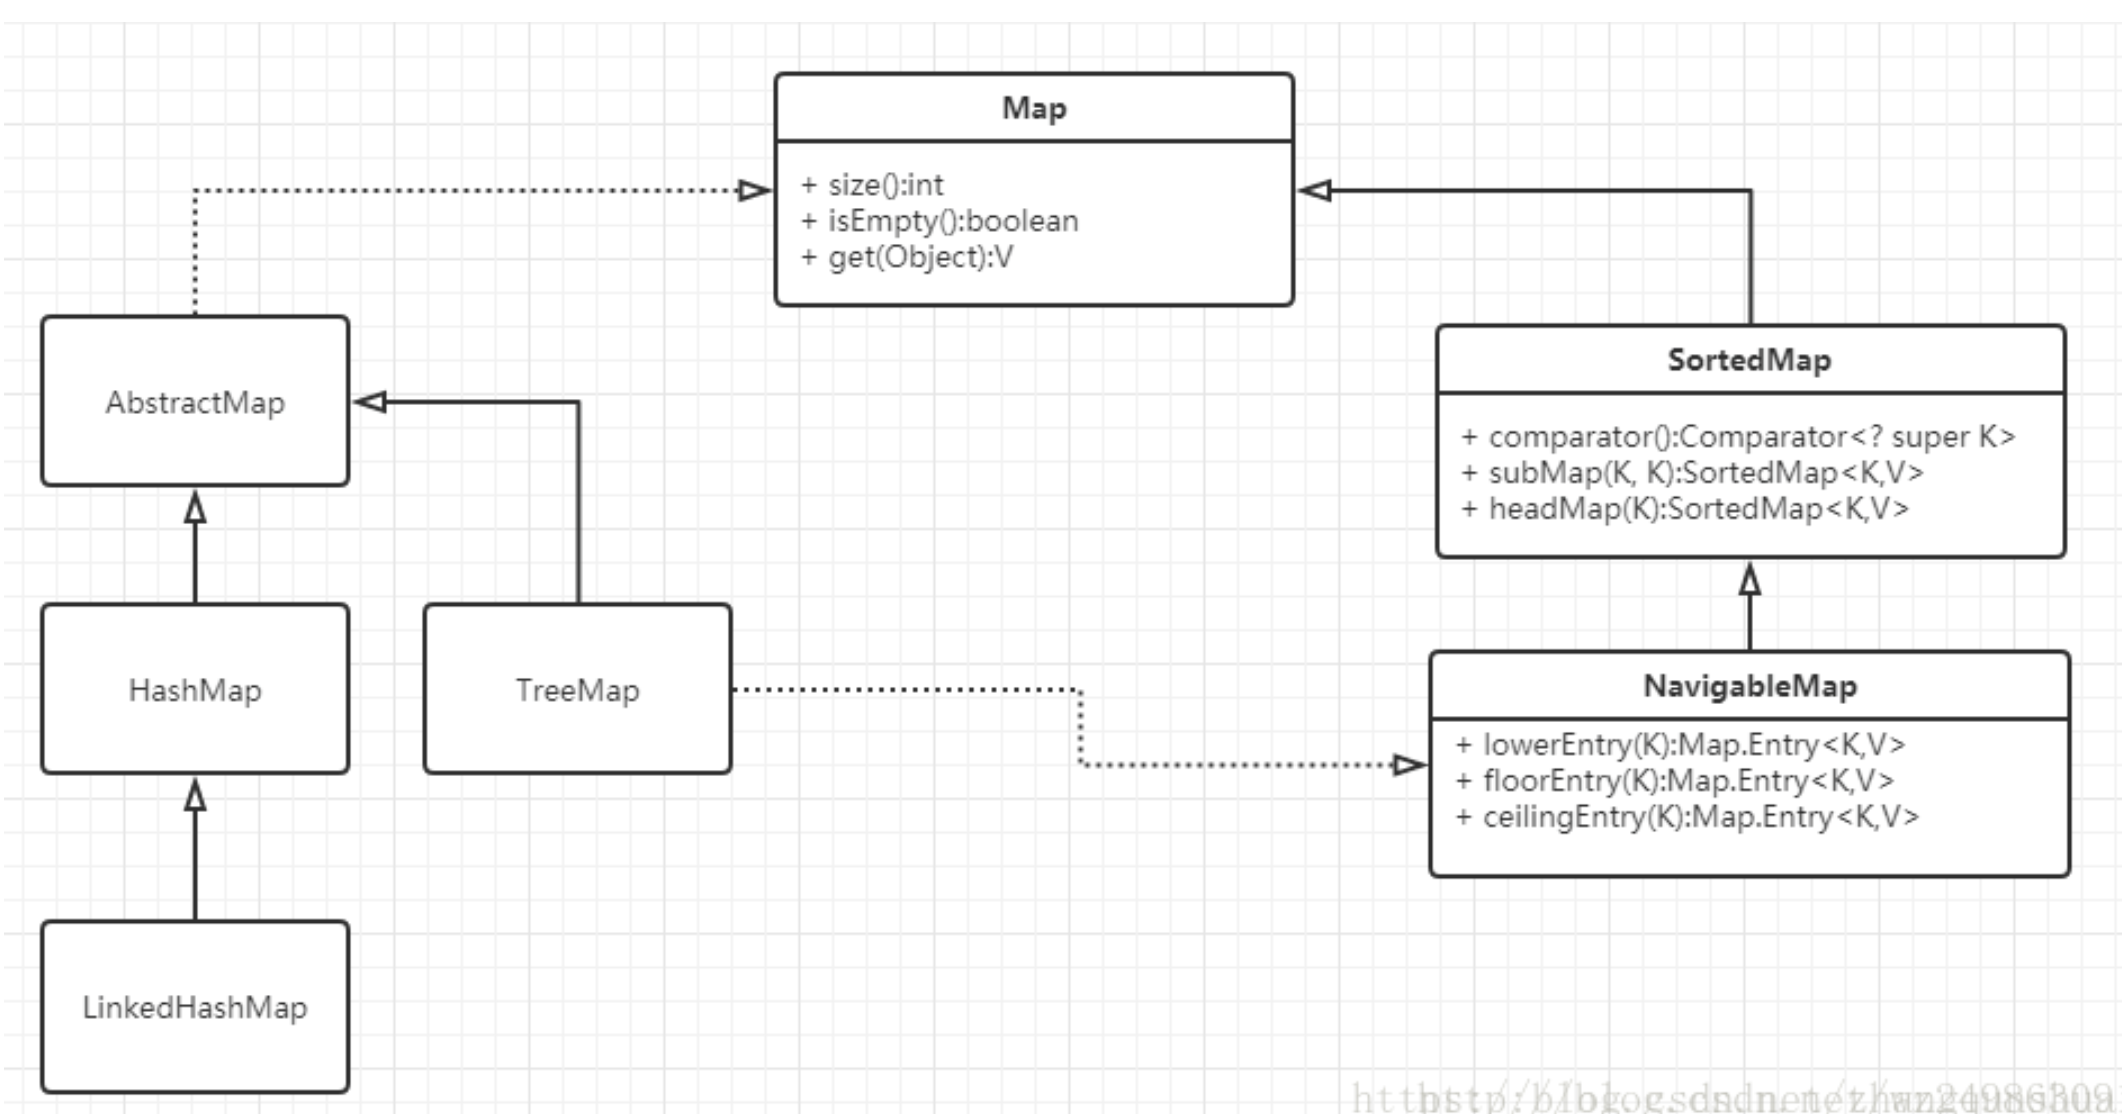 Map
+ size():int
+ isEmpty():boolean
+ get(Object):V
SortedMap
+ comparator():Comparator<? super K>
+ subMap(K, K):SortedMap<K,V>
+ headMap(K):SortedMap<K,V>
AbstractMap
HashMap
TreeMap
NavigableMap
+ lowerEntry(K):Map.Entry<K,V>
+ floorEntry(K):Map.Entry<K,V>
+ ceilingEntry(K):Map.Entry<K,V>
LinkedHashMap